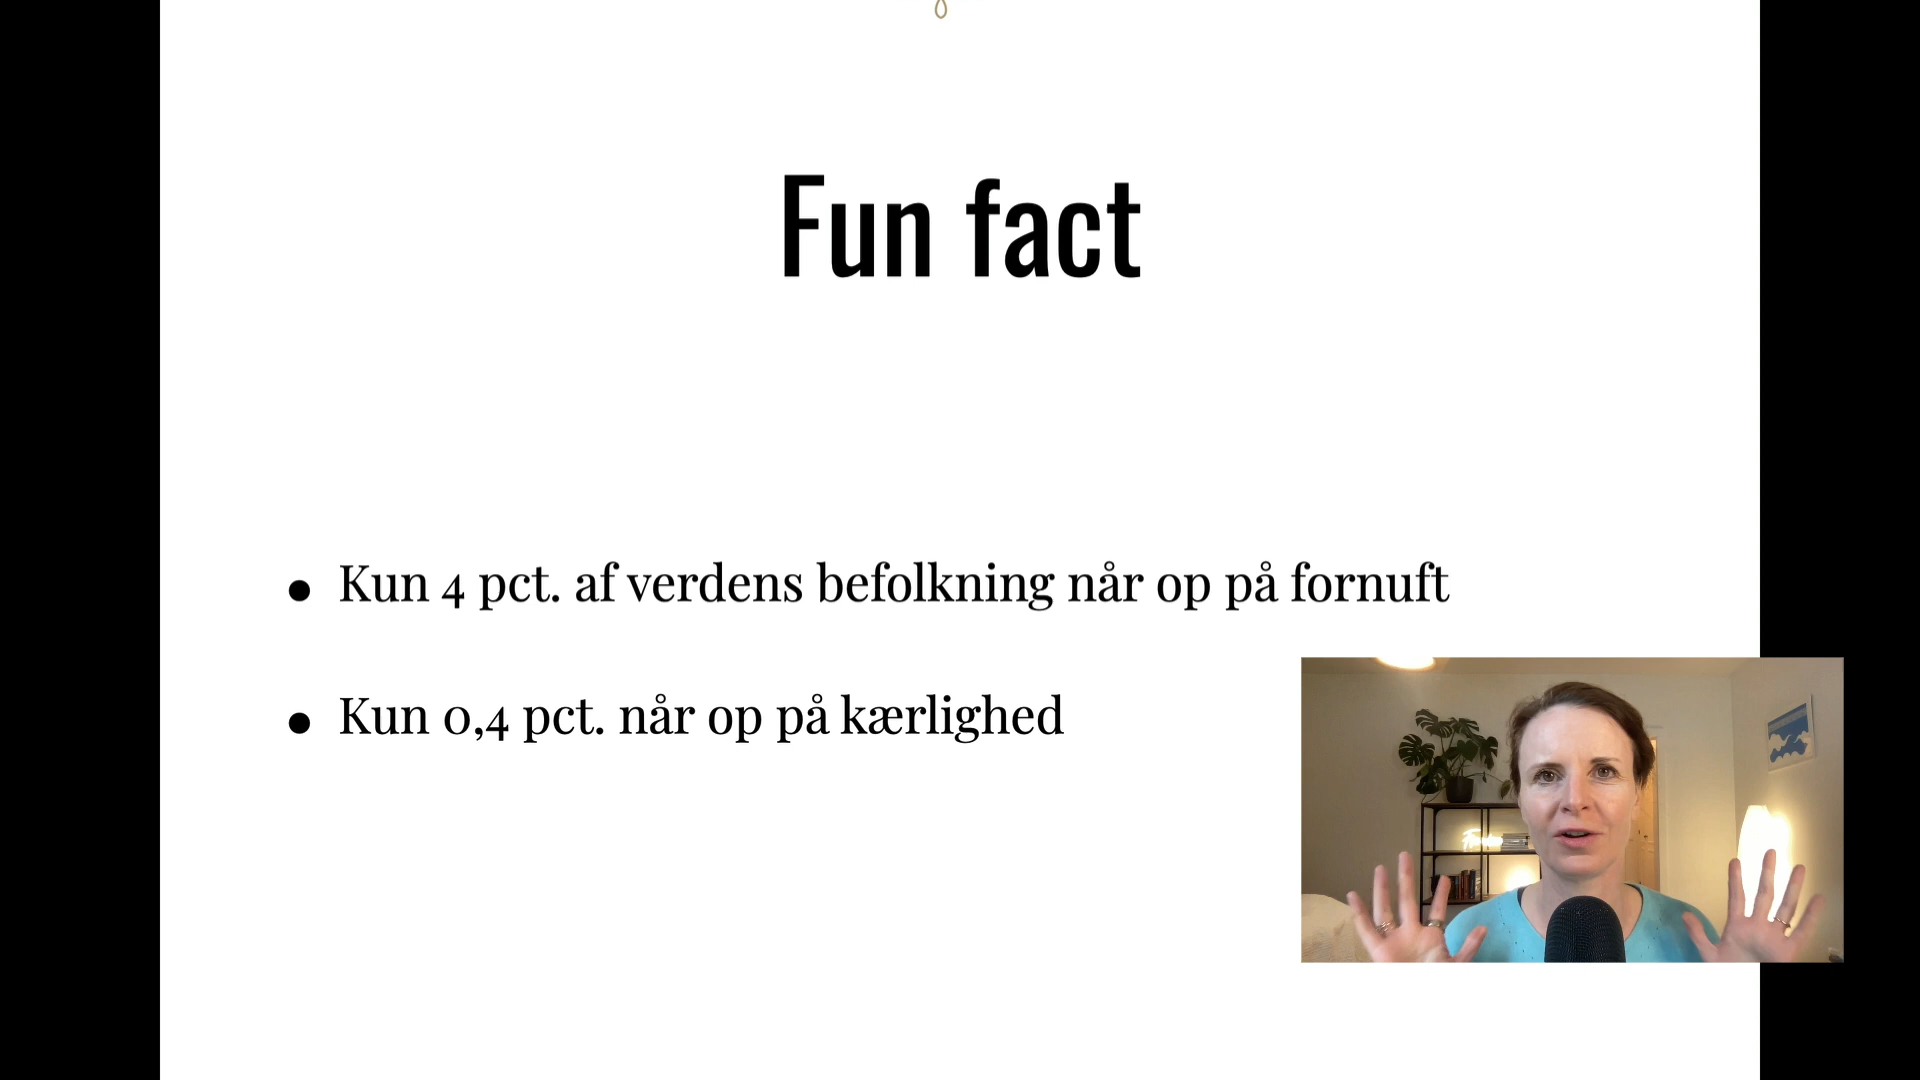 Fun fact
• Kun 4 pct. af verdens befolkning når op på fornuft
• Kun 0,4 pct. når op på kærlighed